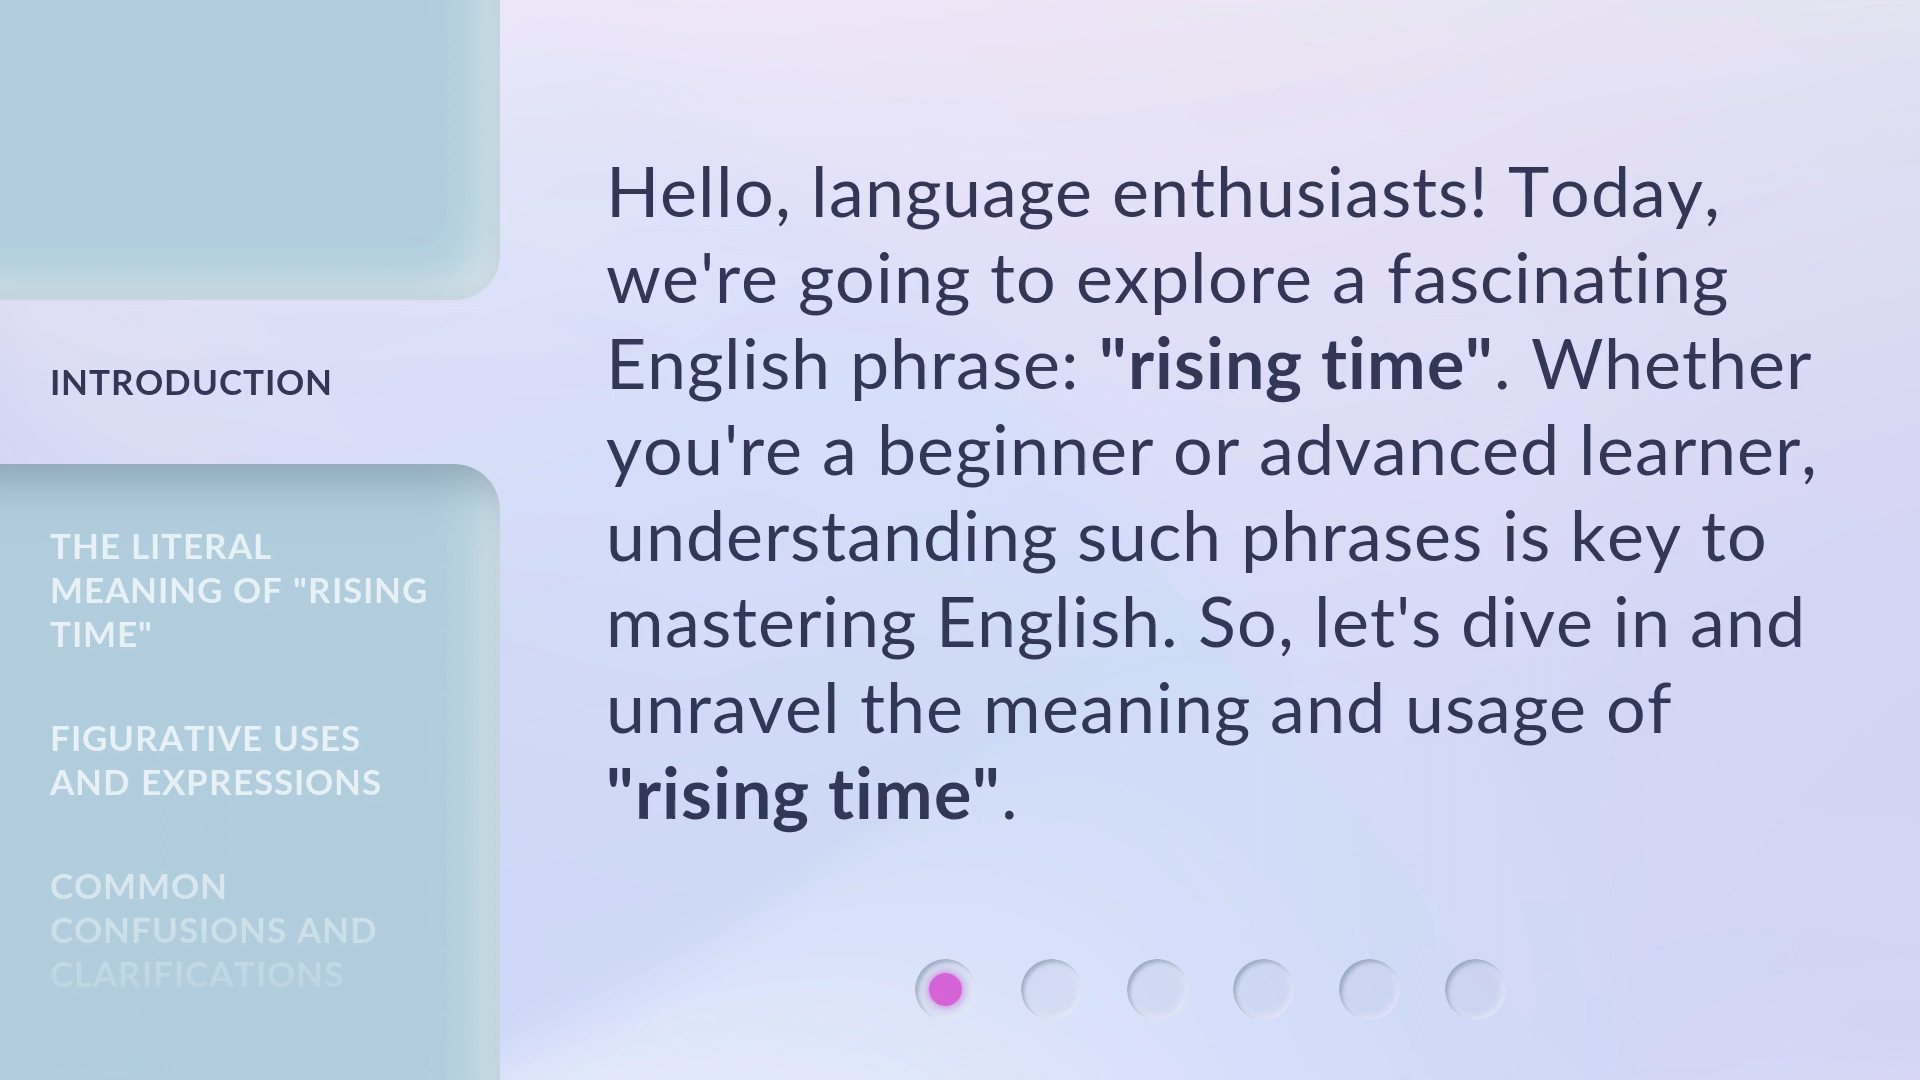 INTRODUCTION
THE LITERAL
MEANING OF "RISING
TIME"
FIGURATIVE USES
AND EXPRESSIONS
COMMON
CONFUSIONS AND
CLARIFICATIONS
Hello, language enthusiasts! Today,
we're going to explore a fascinating
English phrase: "rising time". Whether
you're a beginner or advanced learner,
understanding such phrases is key to
mastering English. So, let's dive in and
unravel the meaning and usage of
"rising time".